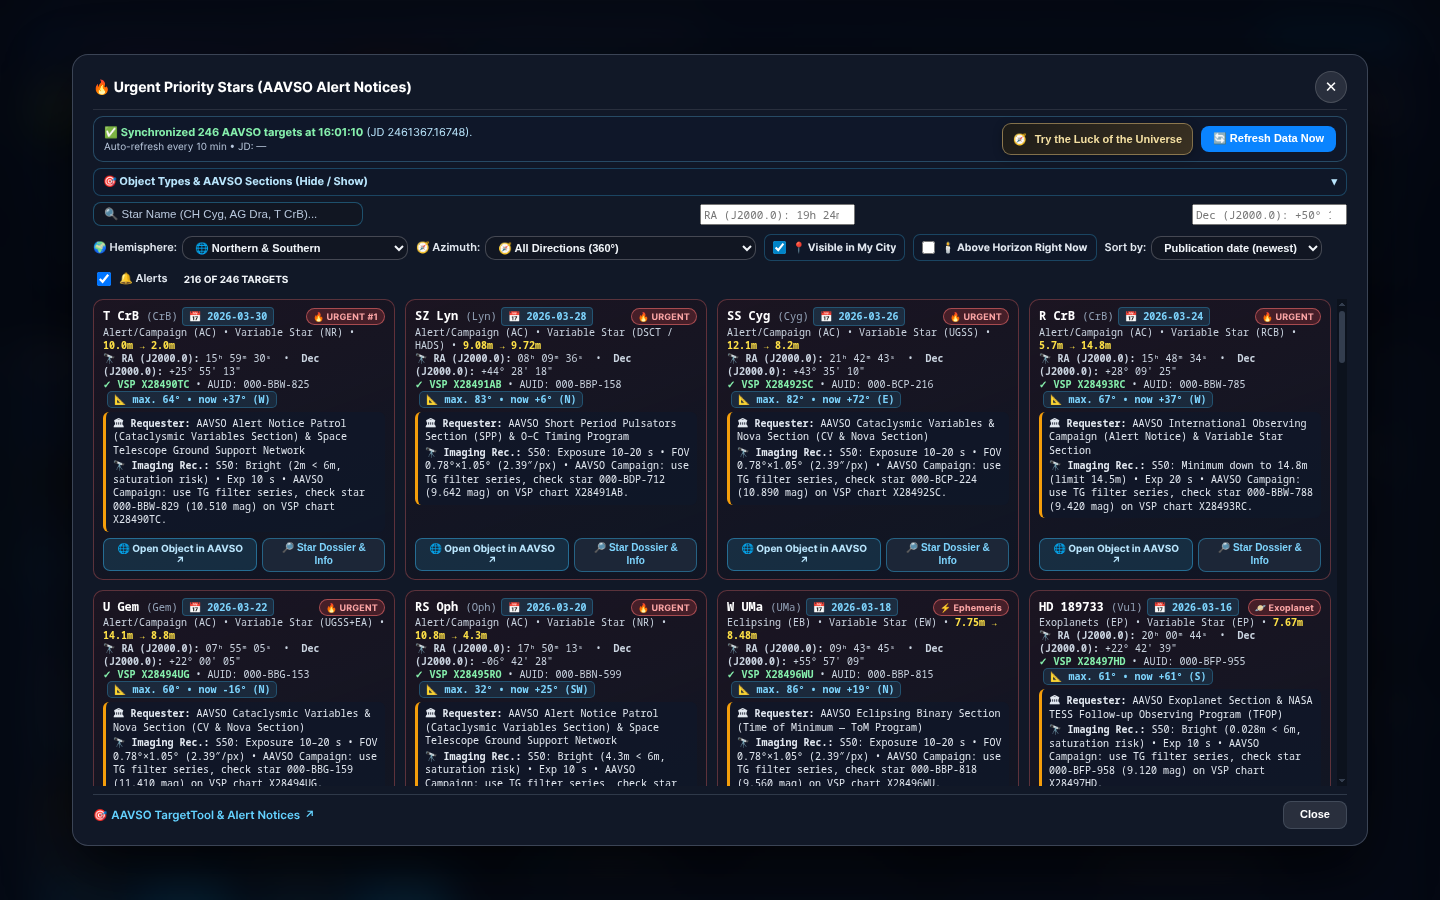 🔥 Urgent Priority Stars (AAVSO Alert Notices)
✕
✅ Synchronized 246 AAVSO targets at 16:01:10 (JD 2461367.16748).
Auto-refresh every 10 min • JD: —
🧭 Try the Luck of the Universe
🔄 Refresh Data Now
🎯 Object Types & AAVSO Sections (Hide / Show)
▼
🔍 Star Name (CH Cyg, AG Dra, T CrB)...
RA (J2000.0): 19h 24m
Dec (J2000.0): +50°
🌍 Hemisphere: 🌐 Northern & Southern
🧭 Azimuth: 🧭 All Directions (360°)
📍 Visible in My City
🕯️ Above Horizon Right Now
Sort by: Publication date (newest)
🔔 Alerts
216 OF 246 TARGETS
T CrB (CrB) 📅 2026-03-30 🔥 URGENT #1
Alert/Campaign (AC) • Variable Star (NR) •
10.0m → 2.0m
🔭 RA (J2000.0): 15ʰ 59ᵐ 30ˢ • Dec
(J2000.0): +25° 55' 13"
✓ VSP X28490TC • AUID: 000-BBW-825
📐 max. 64° • now +37° (W)
🏛 Requester: AAVSO Alert Notice Patrol
(Cataclysmic Variables Section) & Space
Telescope Ground Support Network
🔭 Imaging Rec.: S50: Bright (2m < 6m,
saturation risk) • Exp 10 s • AAVSO
Campaign: use TG filter series, check star
000-BBW-829 (10.510 mag) on VSP chart
X28490TC.
🌐 Open Object in AAVSO
↗
🔎 Star Dossier &
Info
SZ Lyn (Lyn) 📅 2026-03-28 🔥 URGENT
Alert/Campaign (AC) • Variable Star (DSCT /
HADS) • 9.08m → 9.72m
🔭 RA (J2000.0): 08ʰ 09ᵐ 36ˢ • Dec
(J2000.0): +44° 28' 18"
✓ VSP X28491AB • AUID: 000-BBP-158
📐 max. 83° • now +6° (N)
🏛 Requester: AAVSO Short Period Pulsators
Section (SPP) & O–C Timing Program
🔭 Imaging Rec.: S50: Exposure 10–20 s • FOV
0.78°×1.05° (2.39″/px) • AAVSO Campaign: use
TG filter series, check star 000-BDP-712
(9.642 mag) on VSP chart X28491AB.
🌐 Open Object in AAVSO
↗
🔎 Star Dossier &
Info
SS Cyg (Cyg) 📅 2026-03-26 🔥 URGENT
Alert/Campaign (AC) • Variable Star (UGSS) •
12.1m → 8.2m
🔭 RA (J2000.0): 21ʰ 42ᵐ 43ˢ • Dec
(J2000.0): +43° 35' 10"
✓ VSP X28492SC • AUID: 000-BCP-216
📐 max. 82° • now +72° (E)
🏛 Requester: AAVSO Cataclysmic Variables &
Nova Section (CV & Nova Section)
🔭 Imaging Rec.: S50: Exposure 10–20 s • FOV
0.78°×1.05° (2.39″/px) • AAVSO Campaign: use
TG filter series, check star 000-BCP-224
(10.890 mag) on VSP chart X28492SC.
🌐 Open Object in AAVSO
↗
🔎 Star Dossier &
Info
R CrB (CrB) 📅 2026-03-24 🔥 URGENT
Alert/Campaign (AC) • Variable Star (RCB) •
5.7m → 14.8m
🔭 RA (J2000.0): 15ʰ 48ᵐ 34ˢ • Dec
(J2000.0): +28° 09' 25"
✓ VSP X28493RC • AUID: 000-BBW-785
📐 max. 67° • now +37° (W)
🏛 Requester: AAVSO International Observing
Campaign (Alert Notice) & Variable Star
Section
🔭 Imaging Rec.: S50: Minimum down to 14.8m
(limit 14.5m) • Exp 20 s • AAVSO Campaign:
use TG filter series, check star 000-BBW-788
(9.420 mag) on VSP chart X28493RC.
🌐 Open Object in AAVSO
↗
🔎 Star Dossier &
Info
U Gem (Gem) 📅 2026-03-22 🔥 URGENT
Alert/Campaign (AC) • Variable Star (UGSS+EA) •
14.1m → 8.8m
🔭 RA (J2000.0): 07ʰ 55ᵐ 05ˢ • Dec
(J2000.0): +22° 00' 05"
✓ VSP X28494UG • AUID: 000-BBG-153
📐 max. 60° • now -16° (N)
🏛 Requester: AAVSO Cataclysmic Variables &
Nova Section (CV & Nova Section)
🔭 Imaging Rec.: S50: Exposure 10–20 s • FOV
0.78°×1.05° (2.39″/px) • AAVSO Campaign: use
TG filter series, check star 000-BBG-159
(11.410 mag) on VSP chart X28494UG.
RS Oph (Oph) 📅 2026-03-20 🔥 URGENT
Alert/Campaign (AC) • Variable Star (NR) •
10.8m → 4.3m
🔭 RA (J2000.0): 17ʰ 50ᵐ 13ˢ • Dec
(J2000.0): -06° 42' 28"
✓ VSP X28495RO • AUID: 000-BBN-599
📐 max. 32° • now +25° (SW)
🏛 Requester: AAVSO Alert Notice Patrol
(Cataclysmic Variables Section) & Space
Telescope Ground Support Network
🔭 Imaging Rec.: S50: Bright (4.3m < 6m,
saturation risk) • Exp 10 s • AAVSO
Campaign: use TG filter series, check star
W UMa (UMa) 📅 2026-03-18 ⚡ Ephemeris
Eclipsing (EB) • Variable Star (EW) • 7.75m →
8.48m
🔭 RA (J2000.0): 09ʰ 43ᵐ 45ˢ • Dec
(J2000.0): +55° 57' 09"
✓ VSP X28496WU • AUID: 000-BBP-815
📐 max. 86° • now +19° (N)
🏛 Requester: AAVSO Eclipsing Binary Section
(Time of Minimum – ToM Program)
🔭 Imaging Rec.: S50: Exposure 10–20 s • FOV
0.78°×1.05° (2.39″/px) • AAVSO Campaign: use
TG filter series, check star 000-BBP-818
(9.560 mag) on VSP chart X28496WU.
HD 189733 (Vul) 📅 2026-03-16 🪐 Exoplanet
Exoplanets (EP) • Variable Star (EP) • 7.67m
🔭 RA (J2000.0): 20ʰ 00ᵐ 44ˢ • Dec
(J2000.0): +22° 42' 39"
✓ VSP X28497HD • AUID: 000-BFP-955
📐 max. 61° • now +61° (S)
🏛 Requester: AAVSO Exoplanet Section & NASA
TESS Follow-up Observing Program (TFOP)
🔭 Imaging Rec.: S50: Bright (0.028m < 6m,
saturation risk) • Exp 10 s • AAVSO
Campaign: use TG filter series, check star
000-BFP-958 (9.120 mag) on VSP chart
X28497HD.
🎯 AAVSO TargetTool & Alert Notices ↗
Close